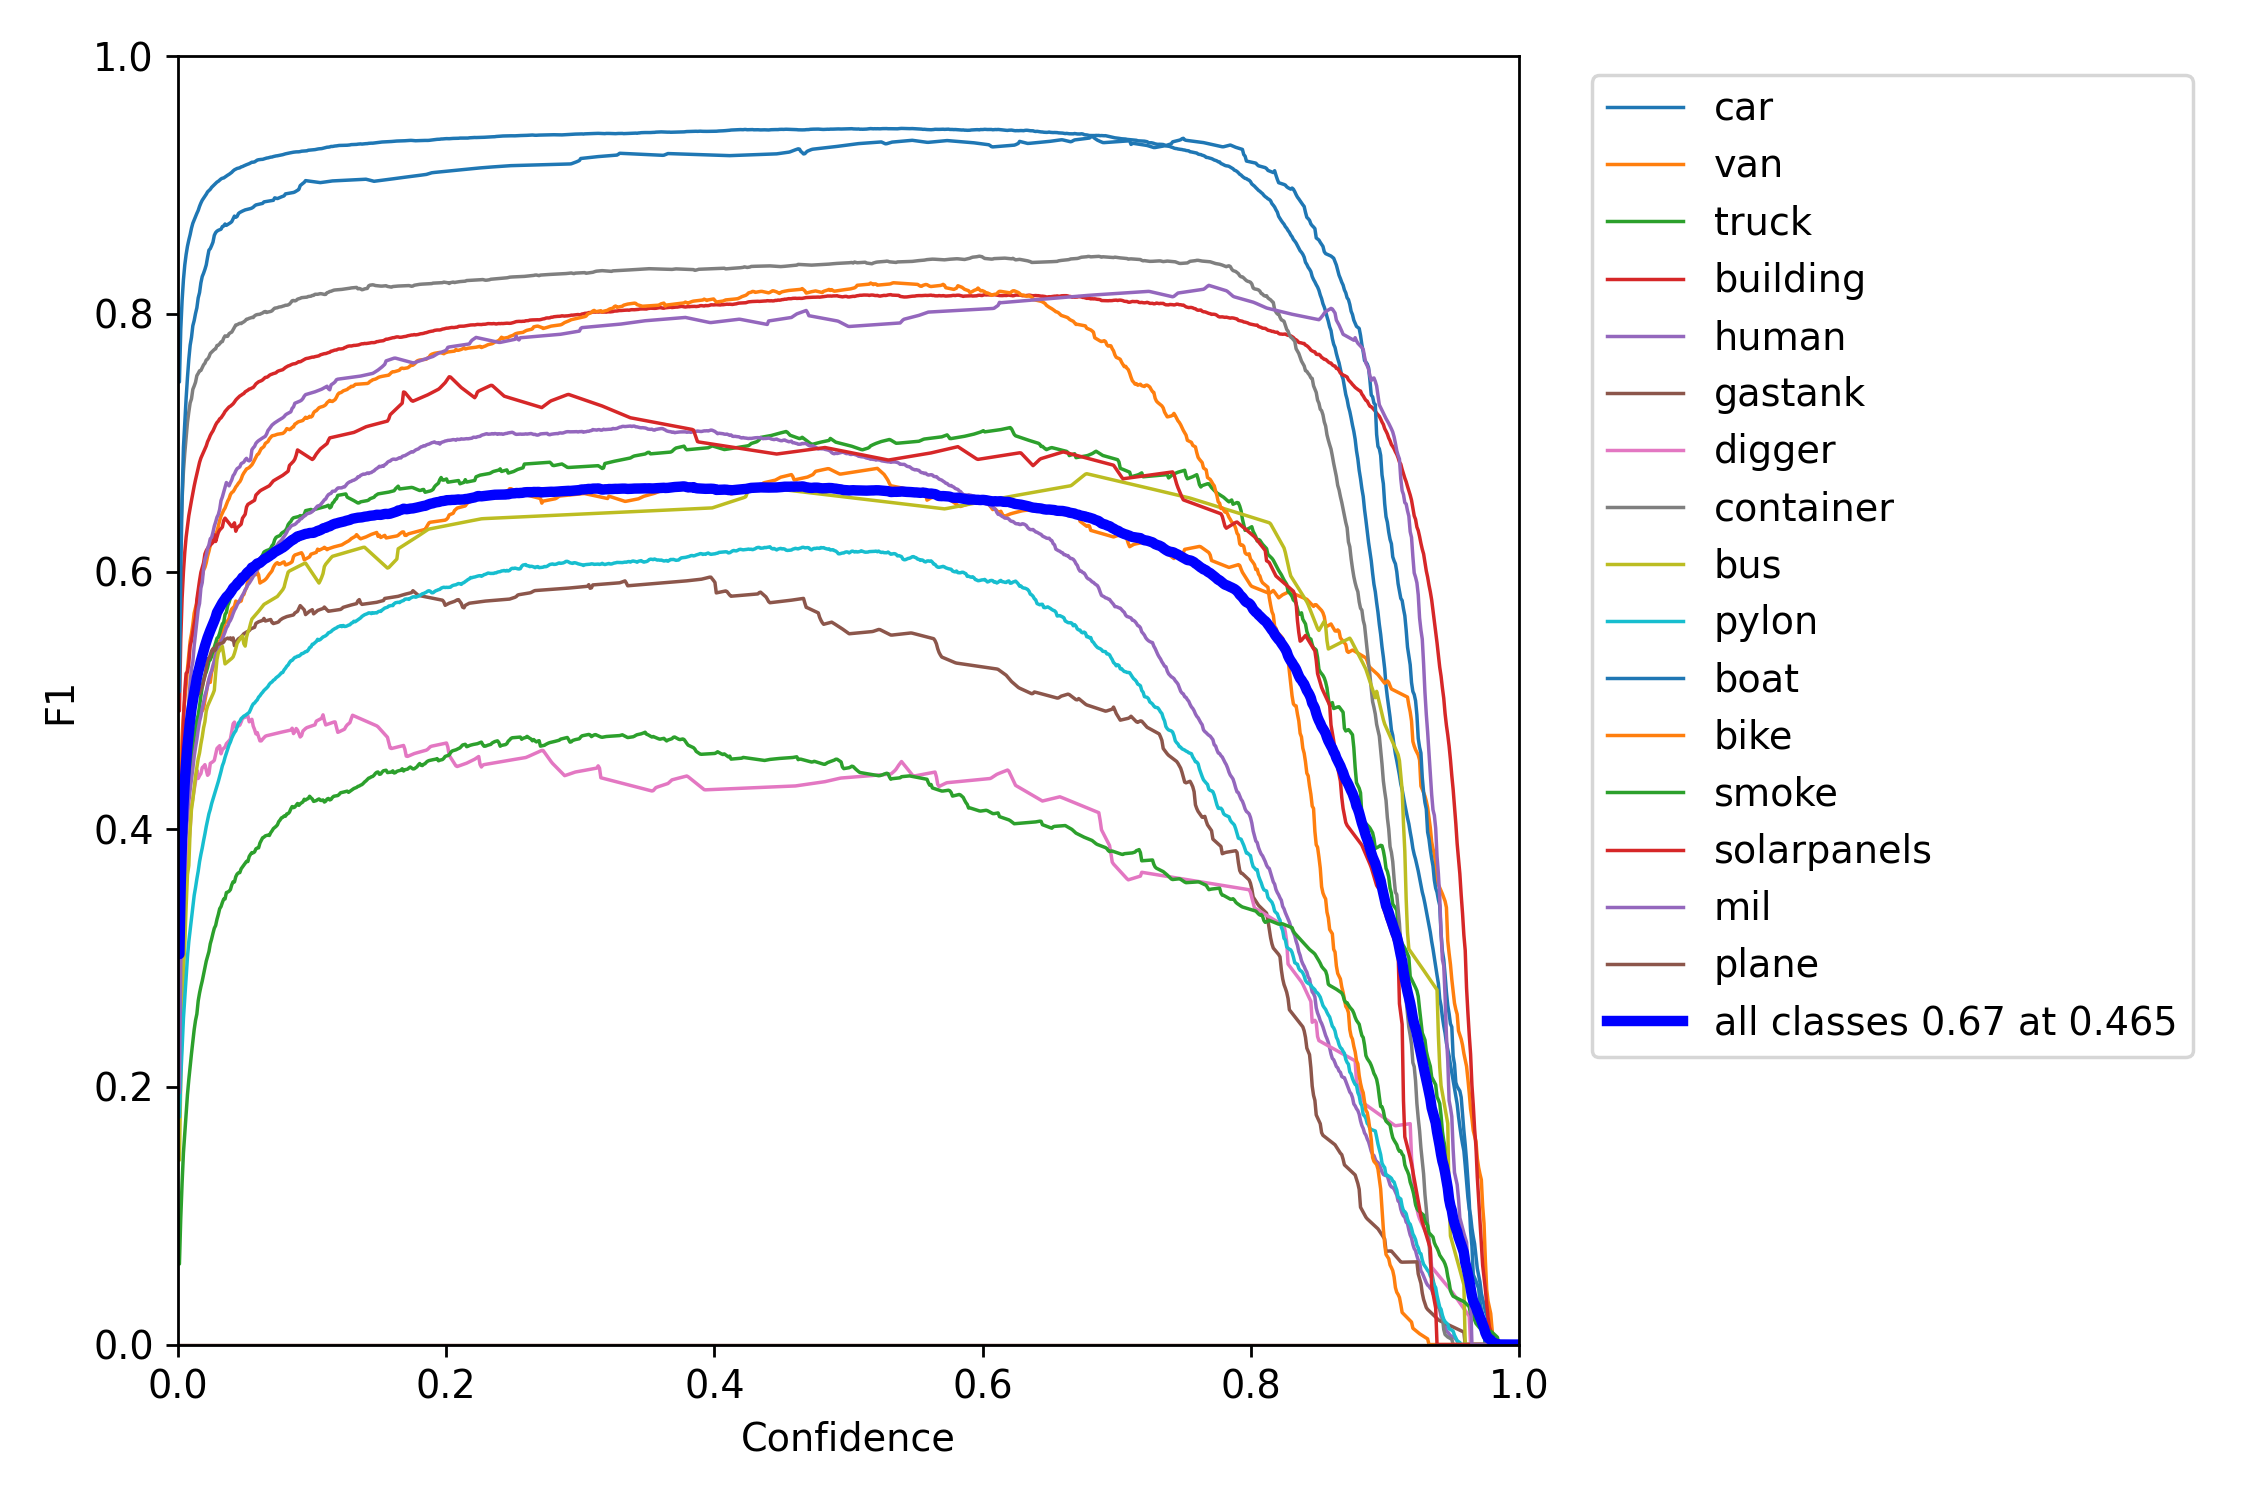 1.0
0.8
0.6
0.4
0.2
0.0
0.0 0.2 0.4 0.6 0.8 1.0
F1
Confidence
car
van
truck
building
human
gastank
digger
container
bus
pylon
boat
bike
smoke
solarpanels
mil
plane
all classes 0.67 at 0.465